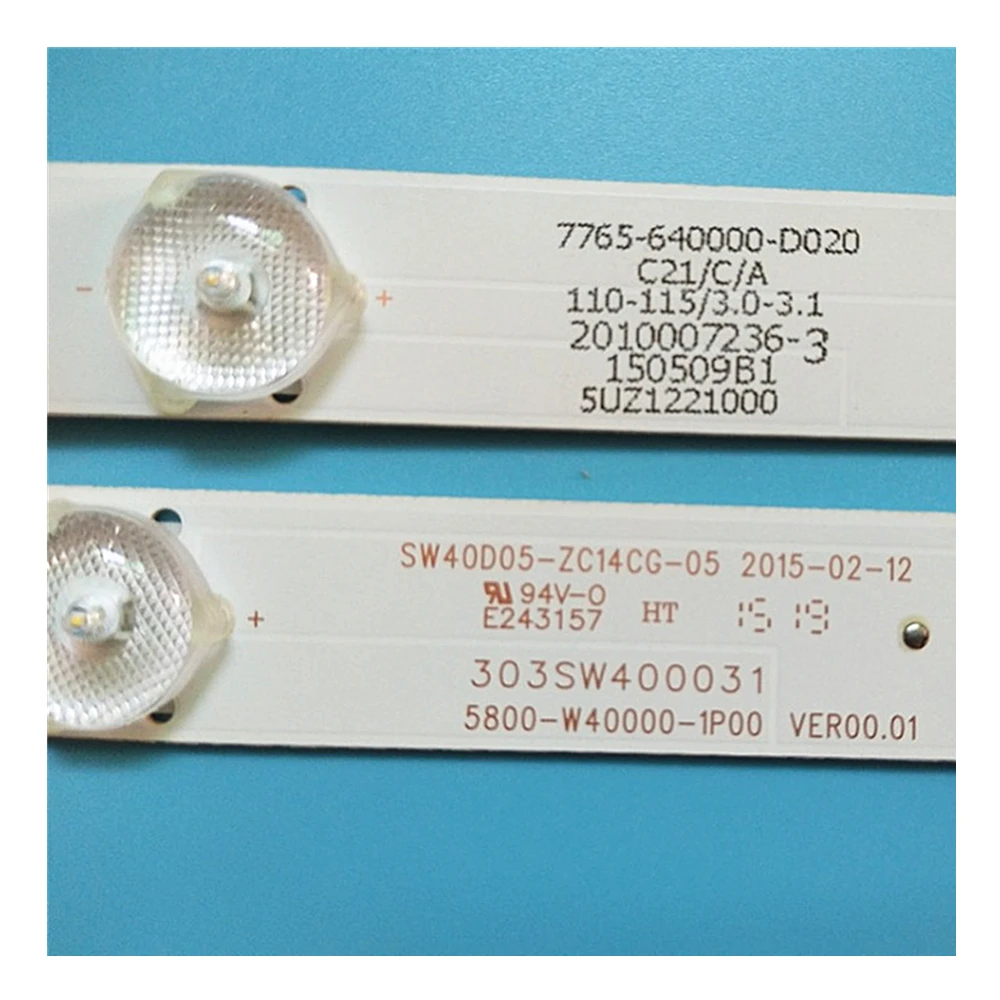 7765-640000-D020
C21/C/A
110-115/3.0-3.1
2010007236-3
150509B1
5UZ1221000
- +
SW40D05-ZC14CG-05 2015-02-12
94V-0
E243157 HT 15 19
303SW400031
+
5800-W40000-1P00 VER00.01